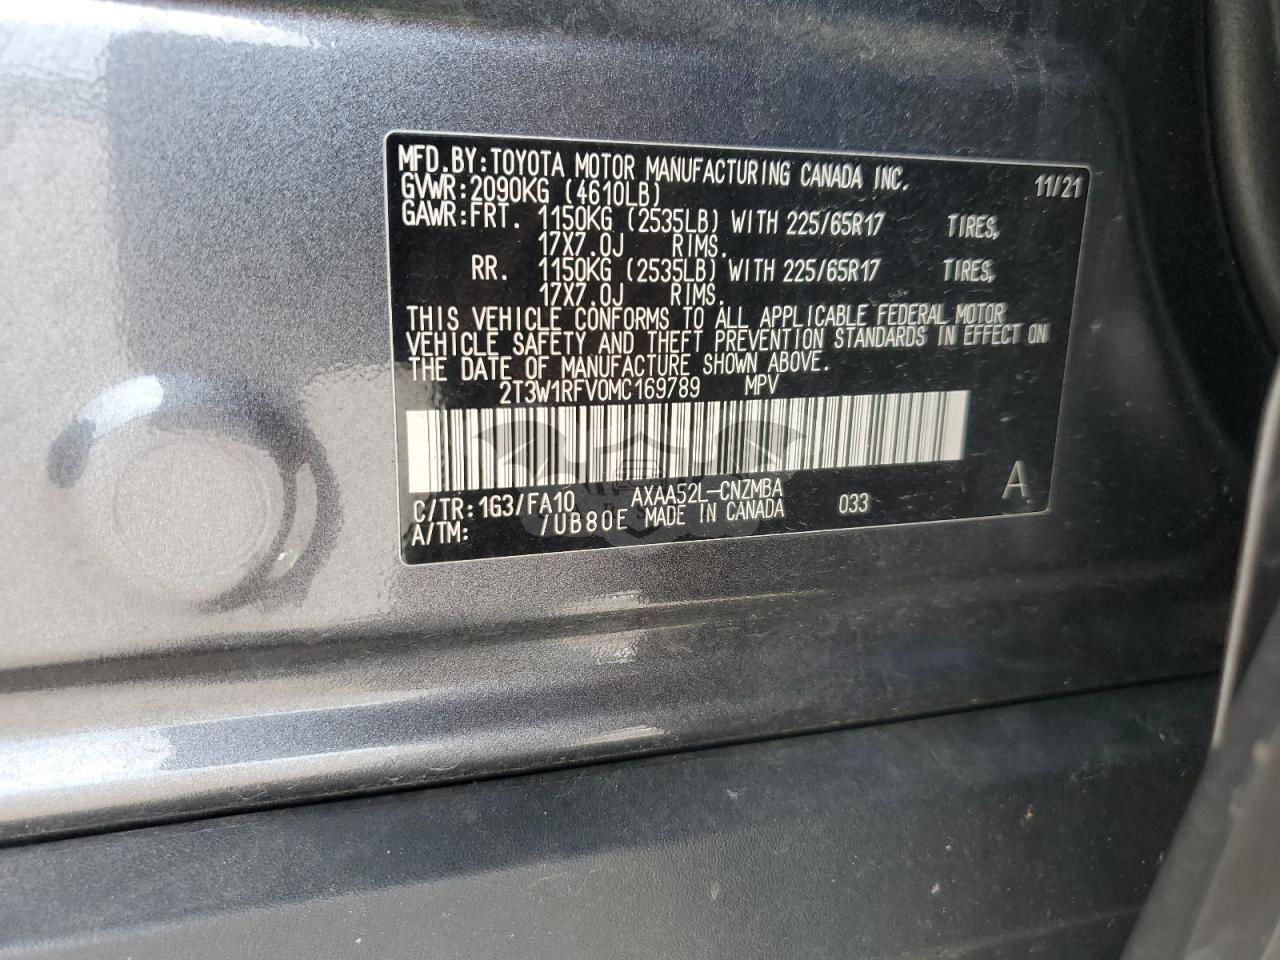 MFD.BY:TOYOTA MOTOR MANUFACTURING CANADA INC. 11/21
GVWR:2090KG (4610LB)
GAWR:FRT. 1150KG (2535LB) WITH 225/65R17 TIRES,
17X7.0J RIMS.
RR. 1150KG (2535LB) WITH 225/65R17 TIRES,
17X7.0J RIMS.
THIS VEHICLE CONFORMS TO ALL APPLICABLE FEDERAL MOTOR
VEHICLE SAFETY AND THEFT PREVENTION STANDARDS IN EFFECT ON
THE DATE OF MANUFACTURE SHOWN ABOVE.
2T3W1RFV0MC169789 MPV
C/TR:1G3/FA10 AXAA52L-CNZMBA 033 A
A/TM: /UB80E MADE IN CANADA